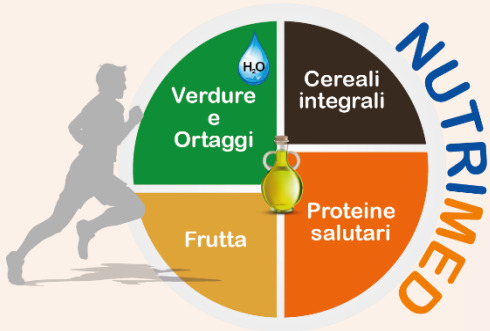 H₂O
Verdure
e
Ortaggi
Cereali
integrali
Frutta
Proteine
salutari
NUTRIMED